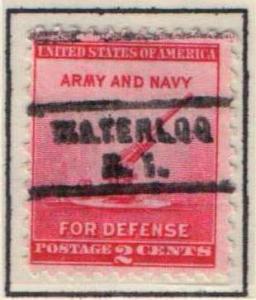 UNITED STATES OF AMERICA
ARMY AND NAVY
WATERLOO
N. Y.
FOR DEFENSE
POSTAGE 2 CENTS